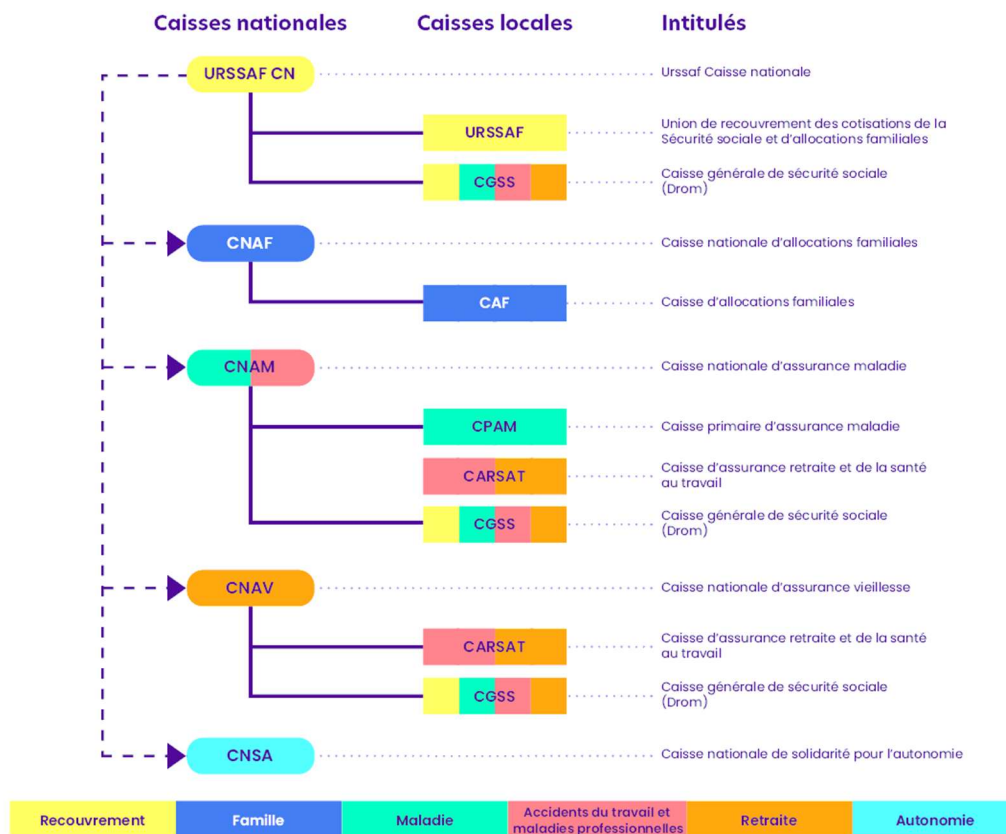 Caisses nationales
Caisses locales
Intitulés
URSSAF CN
Urssaf Caisse nationale
URSSAF
Union de recouvrement des cotisations de la
Sécurité sociale et d'allocations familiales
CGSS
Caisse générale de sécurité sociale
(Drom)
CNAF
Caisse nationale d'allocations familiales
CAF
Caisse d'allocations familiales
CNAM
Caisse nationale d'assurance maladie
CPAM
Caisse primaire d'assurance maladie
CARSAT
Caisse d'assurance retraite et de la santé
au travail
CGSS
Caisse générale de sécurité sociale
(Drom)
CNAV
Caisse nationale d'assurance vieillesse
CARSAT
Caisse d'assurance retraite et de la santé
au travail
CGSS
Caisse générale de sécurité sociale
(Drom)
CNSA
Caisse nationale de solidarité pour l'autonomie
Recouvrement
Famille
Maladie
Accidents du travail et
maladies professionnelles
Retraite
Autonomie